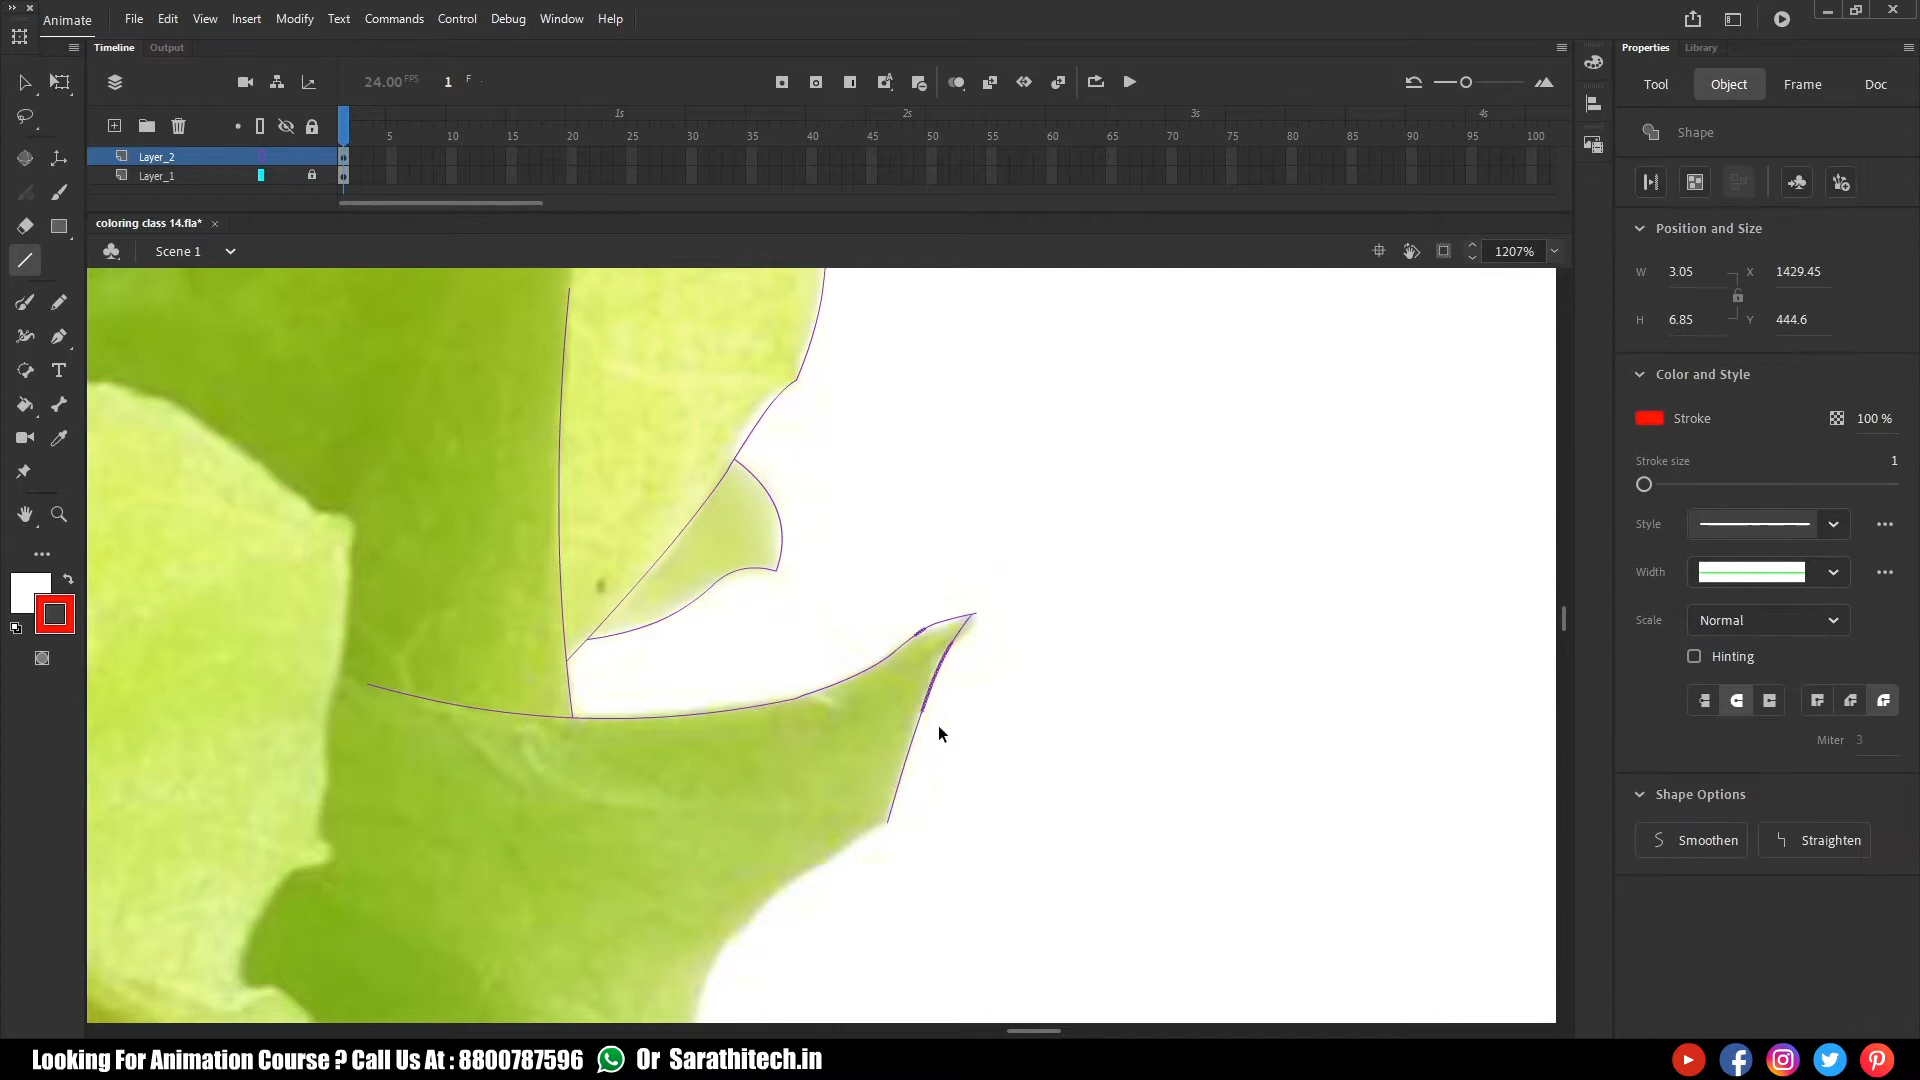 Animate File Edit View Insert Modify Text Commands Control Debug Window Help
Timeline Output
24.00 FPS 1 F
1s 2s 3s 4s
5 10 15 20 25 30 35 40 45 50 55 60 65 70 75 80 85 90 95 100
Layer_2
Layer_1
coloring class 14.fla* ×
Scene 1
1207%
Properties Library
Tool Object Frame Doc
Shape
Position and Size
W 3.05 X 1429.45
H 6.85 Y 444.6
Color and Style
Stroke 100 %
Stroke size 1
Style
Width
Scale Normal
Hinting
Miter 3
Shape Options
Smoothen Straighten
Looking For Animation Course ? Call Us At : 8800787596 Or Sarathitech.in